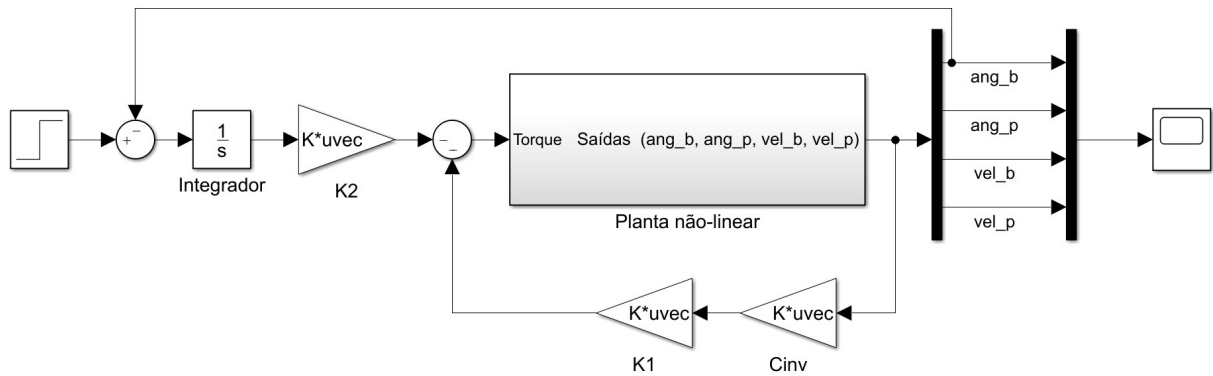 ang_b
ang_p
vel_b
vel_p
+
−
1
s
Integrador
K*uvec
K2
−
−
Torque Saídas (ang_b, ang_p, vel_b, vel_p)
Planta não-linear
K*uvec
K1
K*uvec
Cinv